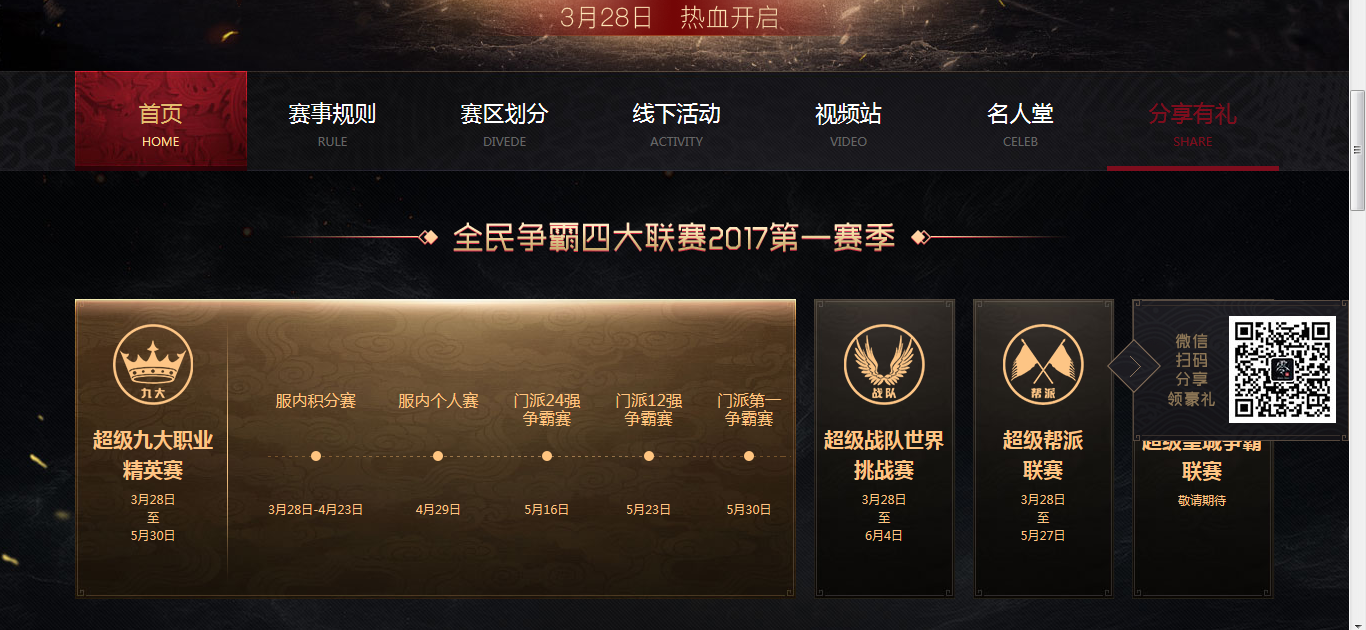 3月28日 热血开启
首页
HOME
赛事规则
RULE
赛区划分
DIVEDE
线下活动
ACTIVITY
视频站
VIDEO
名人堂
CELEB
分享有礼
SHARE
全民争霸四大联赛2017第一赛季
九大
超级九大职业
精英赛
3月28日
至
5月30日
服内积分赛
3月28日-4月23日
服内个人赛
4月29日
门派24强
争霸赛
5月16日
门派12强
争霸赛
5月23日
门派第一
争霸赛
5月30日
战队
超级战队世界
挑战赛
3月28日
至
6月4日
帮派
超级帮派
联赛
3月28日
至
5月27日
微信
扫码
分享
领豪礼
超级皇城争霸
联赛
敬请期待